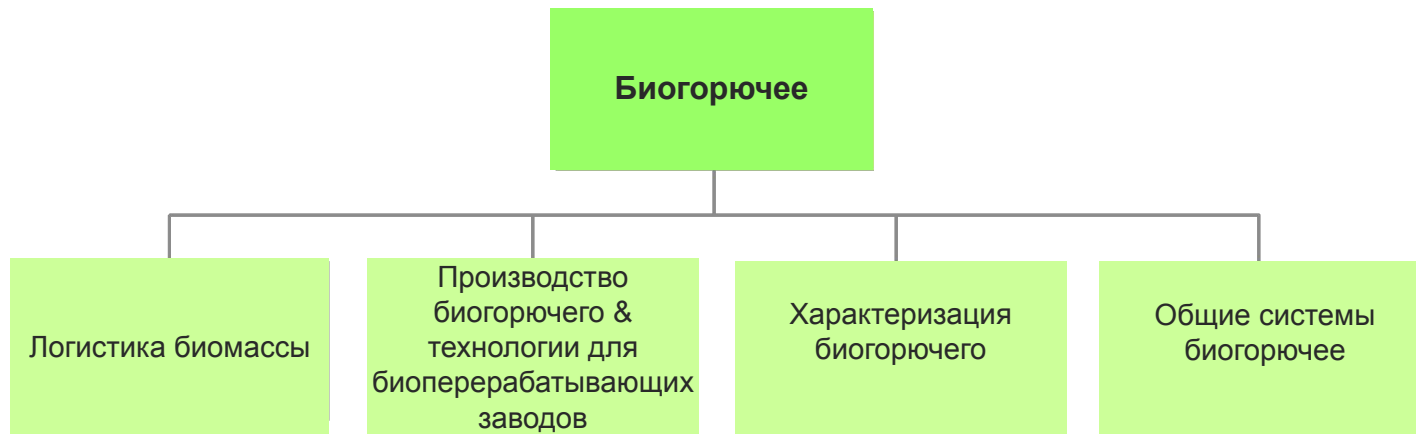 Биогорючее
Логистика биомассы
Производство
биогорючего &
технологии для
биоперерабатывающих
заводов
Характеризация
биогорючего
Общие системы
биогорючее